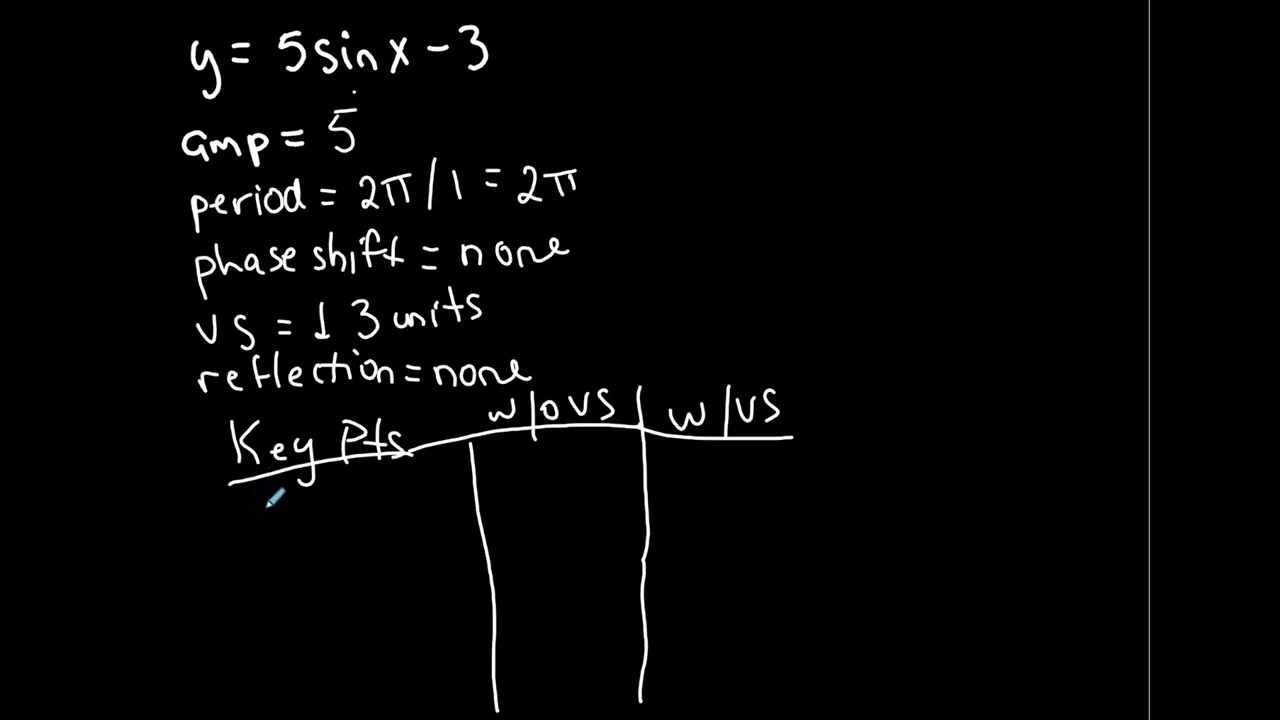 y = 5sinx - 3
amp = 5
period = 2π/1 = 2π
phase shift = none
VS = ↓ 3 units
reflection = none
Key Pts w/o VS w/VS